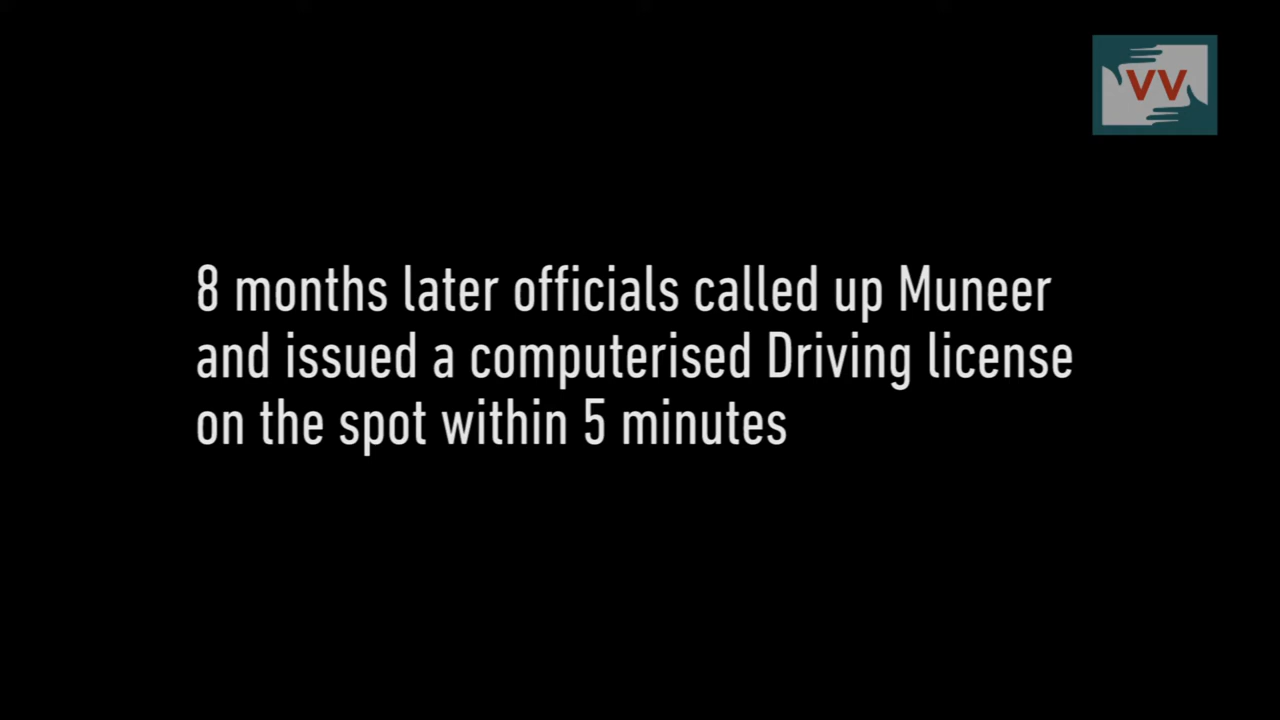 VV
8 months later officials called up Muneer
and issued a computerised Driving license
on the spot within 5 minutes